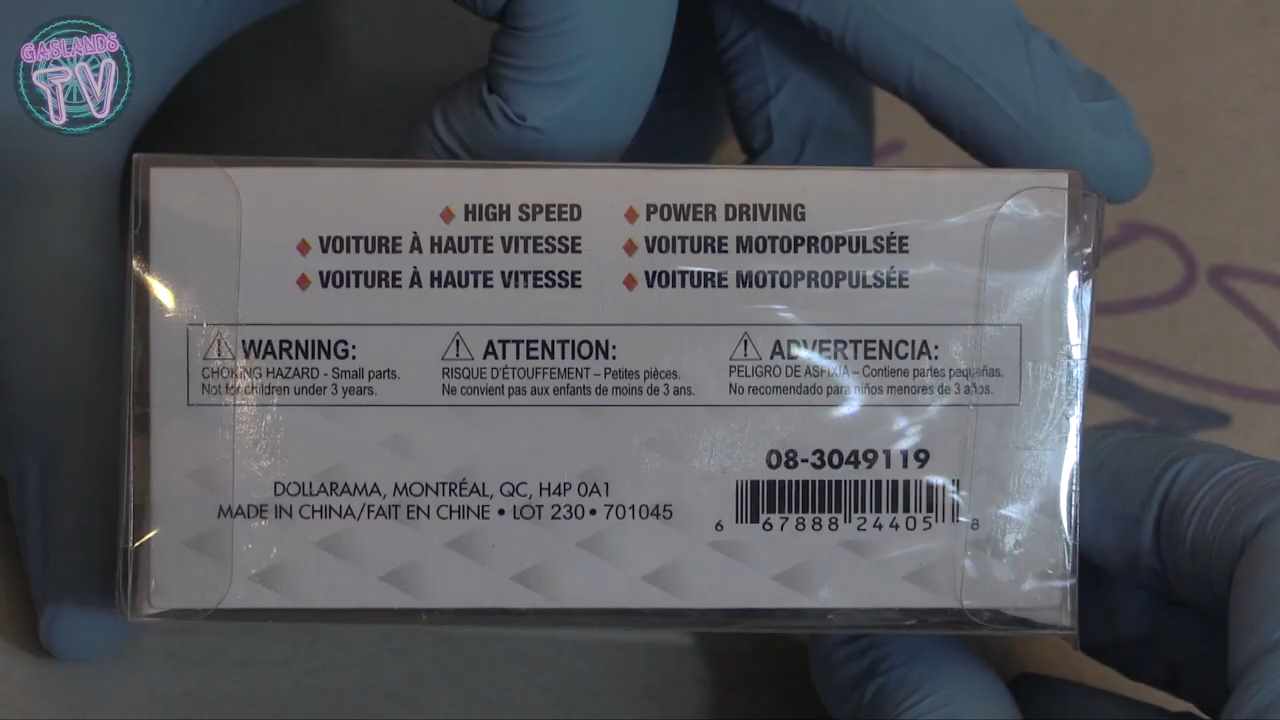 GASLANDS
TV
HIGH SPEED
POWER DRIVING
VOITURE À HAUTE VITESSE
VOITURE MOTOPROPULSÉE
VOITURE À HAUTE VITESSE
VOITURE MOTOPROPULSÉE
WARNING:
CHOKING HAZARD - Small parts.
Not for children under 3 years.
ATTENTION:
RISQUE D'ÉTOUFFEMENT – Petites pièces.
Ne convient pas aux enfants de moins de 3 ans.
ADVERTENCIA:
PELIGRO DE ASFIXIA – Contiene partes pequeñas.
No recomendado para niños menores de 3 años.
08-3049119
DOLLARAMA, MONTRÉAL, QC, H4P 0A1
MADE IN CHINA/FAIT EN CHINE • LOT 230 • 701045
6 67888 24405 8